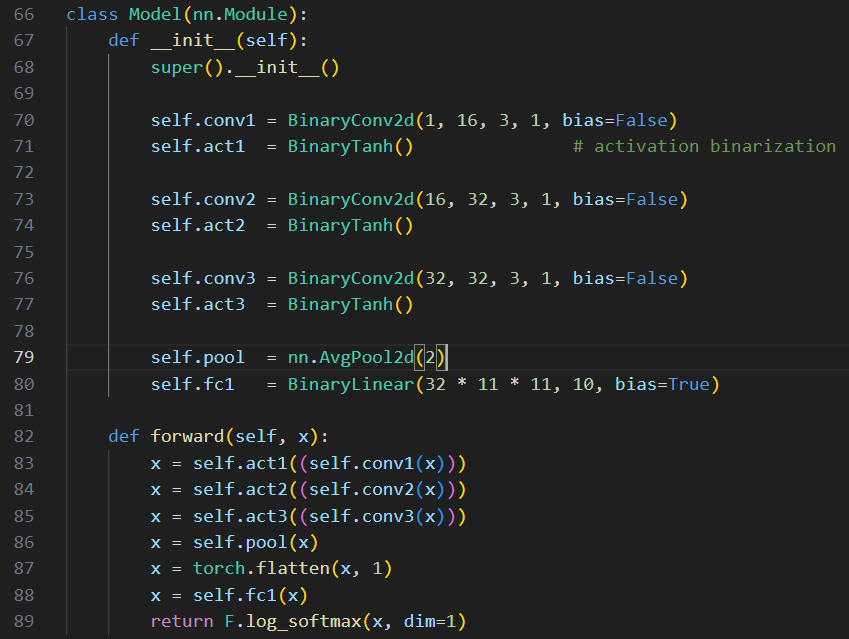 66 class Model(nn.Module):
67     def __init__(self):
68         super().__init__()
69
70         self.conv1 = BinaryConv2d(1, 16, 3, 1, bias=False)
71         self.act1  = BinaryTanh()               # activation binarization
72
73         self.conv2 = BinaryConv2d(16, 32, 3, 1, bias=False)
74         self.act2  = BinaryTanh()
75
76         self.conv3 = BinaryConv2d(32, 32, 3, 1, bias=False)
77         self.act3  = BinaryTanh()
78
79         self.pool  = nn.AvgPool2d(2)
80         self.fc1   = BinaryLinear(32 * 11 * 11, 10, bias=True)
81
82     def forward(self, x):
83         x = self.act1((self.conv1(x)))
84         x = self.act2((self.conv2(x)))
85         x = self.act3((self.conv3(x)))
86         x = self.pool(x)
87         x = torch.flatten(x, 1)
88         x = self.fc1(x)
89         return F.log_softmax(x, dim=1)